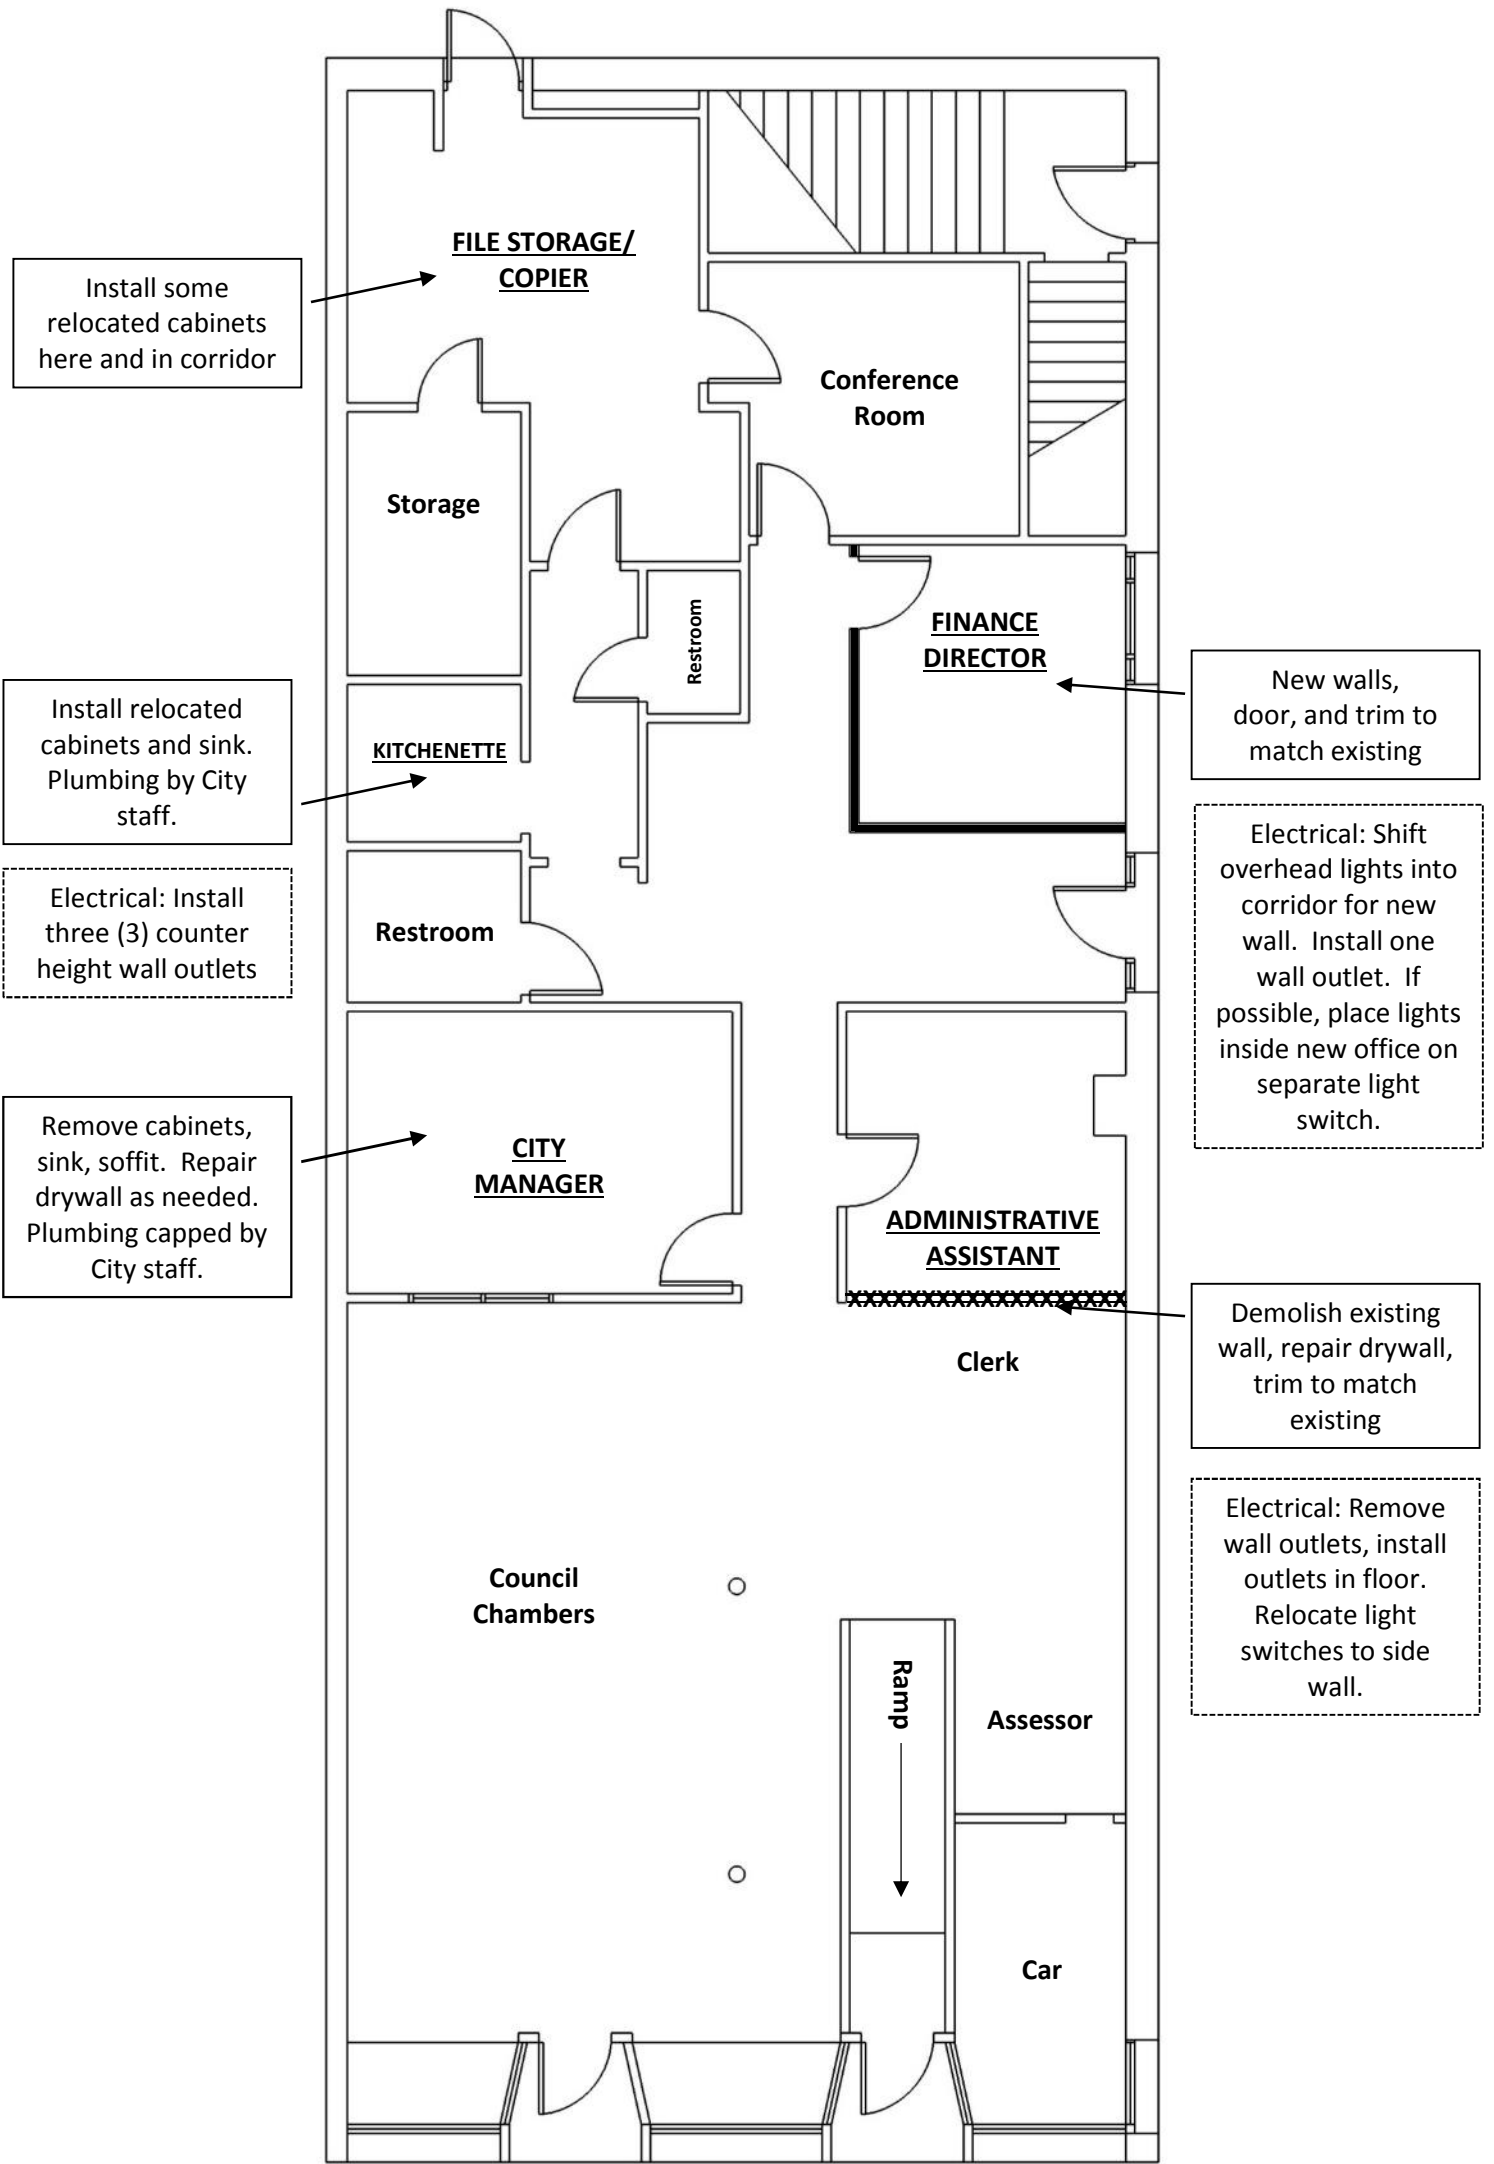 FILE STORAGE/
COPIER
Install some
relocated cabinets
here and in corridor
Conference
Room
Storage
Restroom
FINANCE
DIRECTOR
New walls,
door, and trim to
match existing
Install relocated
cabinets and sink.
Plumbing by City
staff.
KITCHENETTE
Electrical: Shift
overhead lights into
corridor for new
wall. Install one
wall outlet. If
possible, place lights
inside new office on
separate light
switch.
Electrical: Install
three (3) counter
height wall outlets
Restroom
Remove cabinets,
sink, soffit. Repair
drywall as needed.
Plumbing capped by
City staff.
CITY
MANAGER
ADMINISTRATIVE
ASSISTANT
Demolish existing
wall, repair drywall,
trim to match
existing
Clerk
Electrical: Remove
wall outlets, install
outlets in floor.
Relocate light
switches to side
wall.
Council
Chambers
Ramp
Assessor
Car